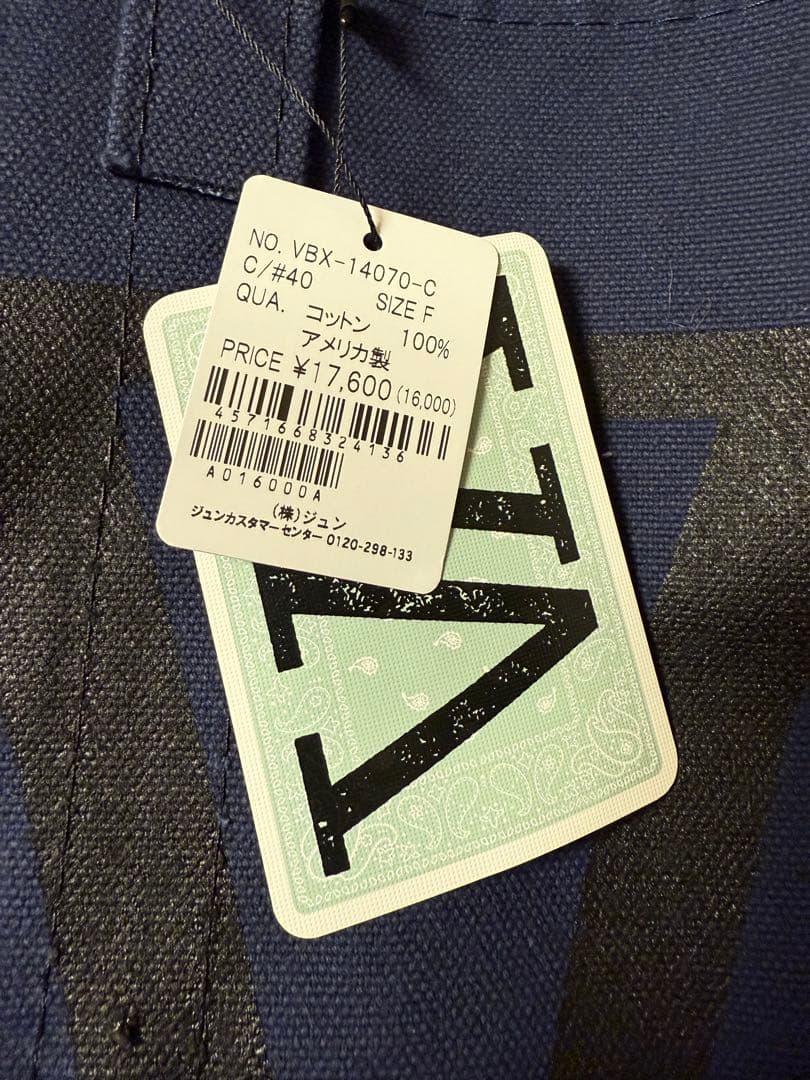 NO. VBX-14070-C
C/#40 SIZE F
QUA. コットン 100%
アメリカ製
PRICE ¥17,600 (16,000)
4571668324136
A016000A
(株)ジュン
ジュンカスタマーセンター 0120-298-133